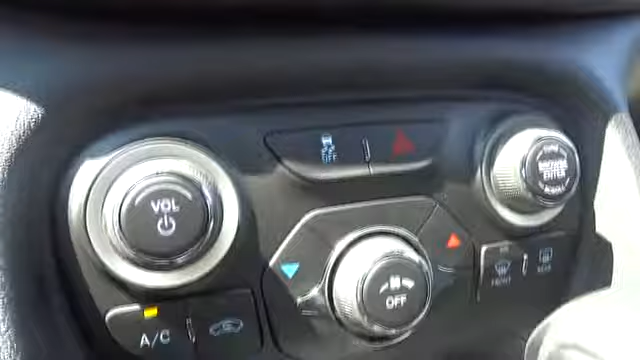 OFF
VOL
BROWSE
ENTER
OFF
FRONT
REAR
A/C